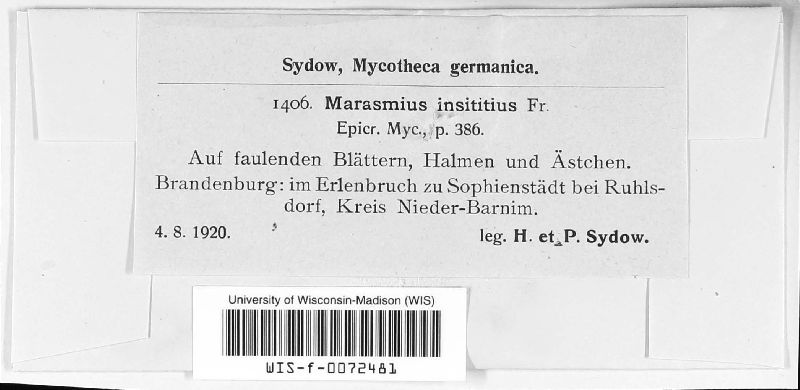 Sydow, Mycotheca germanica.
1406. Marasmius insititius Fr.
Epicr. Myc., p. 386.
Auf faulenden Blättern, Halmen und Ästchen.
Brandenburg: im Erlenbruch zu Sophienstädt bei Ruhls-
dorf, Kreis Nieder-Barnim.
4. 8. 1920. leg. H. et P. Sydow.
University of Wisconsin-Madison (WIS)
WIS-f-0072481